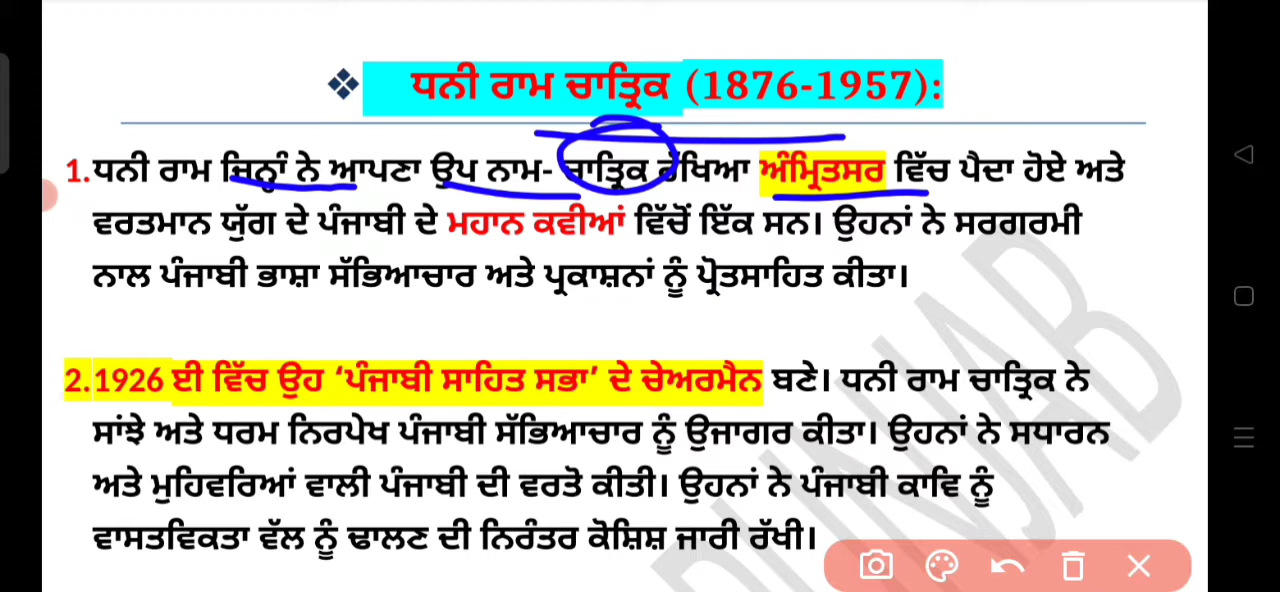 ❖ ਧਨੀ ਰਾਮ ਚਾਤ੍ਰਿਕ (1876-1957):
1.ਧਨੀ ਰਾਮ ਜਿਨ੍ਹਾਂ ਨੇ ਆਪਣਾ ਉਪ ਨਾਮ- ਚਾਤ੍ਰਿਕ ਰੱਖਿਆ ਅੰਮ੍ਰਿਤਸਰ ਵਿੱਚ ਪੈਦਾ ਹੋਏ ਅਤੇ
ਵਰਤਮਾਨ ਯੁੱਗ ਦੇ ਪੰਜਾਬੀ ਦੇ ਮਹਾਨ ਕਵੀਆਂ ਵਿੱਚੋਂ ਇੱਕ ਸਨ। ਉਹਨਾਂ ਨੇ ਸਰਗਰਮੀ
ਨਾਲ ਪੰਜਾਬੀ ਭਾਸ਼ਾ ਸੱਭਿਆਚਾਰ ਅਤੇ ਪ੍ਰਕਾਸ਼ਨਾਂ ਨੂੰ ਪ੍ਰੋਤਸਾਹਿਤ ਕੀਤਾ।
2.1926 ਈ ਵਿੱਚ ਉਹ ‘ਪੰਜਾਬੀ ਸਾਹਿਤ ਸਭਾ’ ਦੇ ਚੇਅਰਮੈਨ ਬਣੇ। ਧਨੀ ਰਾਮ ਚਾਤ੍ਰਿਕ ਨੇ
ਸਾਂਝੇ ਅਤੇ ਧਰਮ ਨਿਰਪੇਖ ਪੰਜਾਬੀ ਸੱਭਿਆਚਾਰ ਨੂੰ ਉਜਾਗਰ ਕੀਤਾ। ਉਹਨਾਂ ਨੇ ਸਧਾਰਨ
ਅਤੇ ਮੁਹਿਵਰਿਆਂ ਵਾਲੀ ਪੰਜਾਬੀ ਦੀ ਵਰਤੋ ਕੀਤੀ। ਉਹਨਾਂ ਨੇ ਪੰਜਾਬੀ ਕਾਵਿ ਨੂੰ
ਵਾਸਤਵਿਕਤਾ ਵੱਲ ਨੂੰ ਢਾਲਣ ਦੀ ਨਿਰੰਤਰ ਕੋਸ਼ਿਸ਼ ਜਾਰੀ ਰੱਖੀ।
PUNJAB